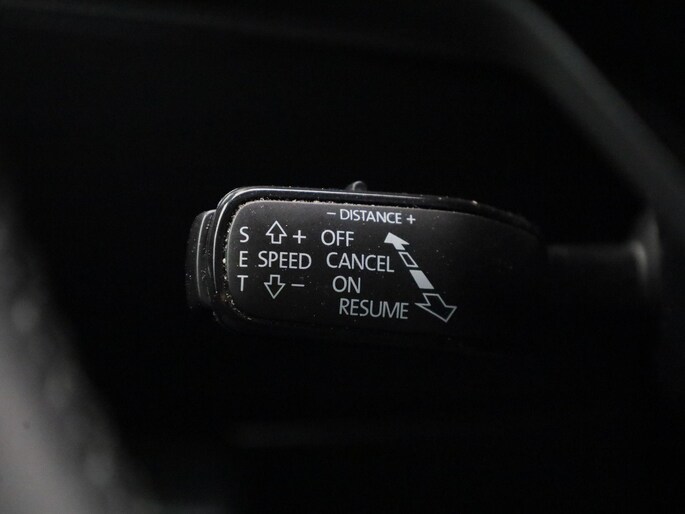 - DISTANCE +
S + OFF
E SPEED CANCEL
T - ON
RESUME